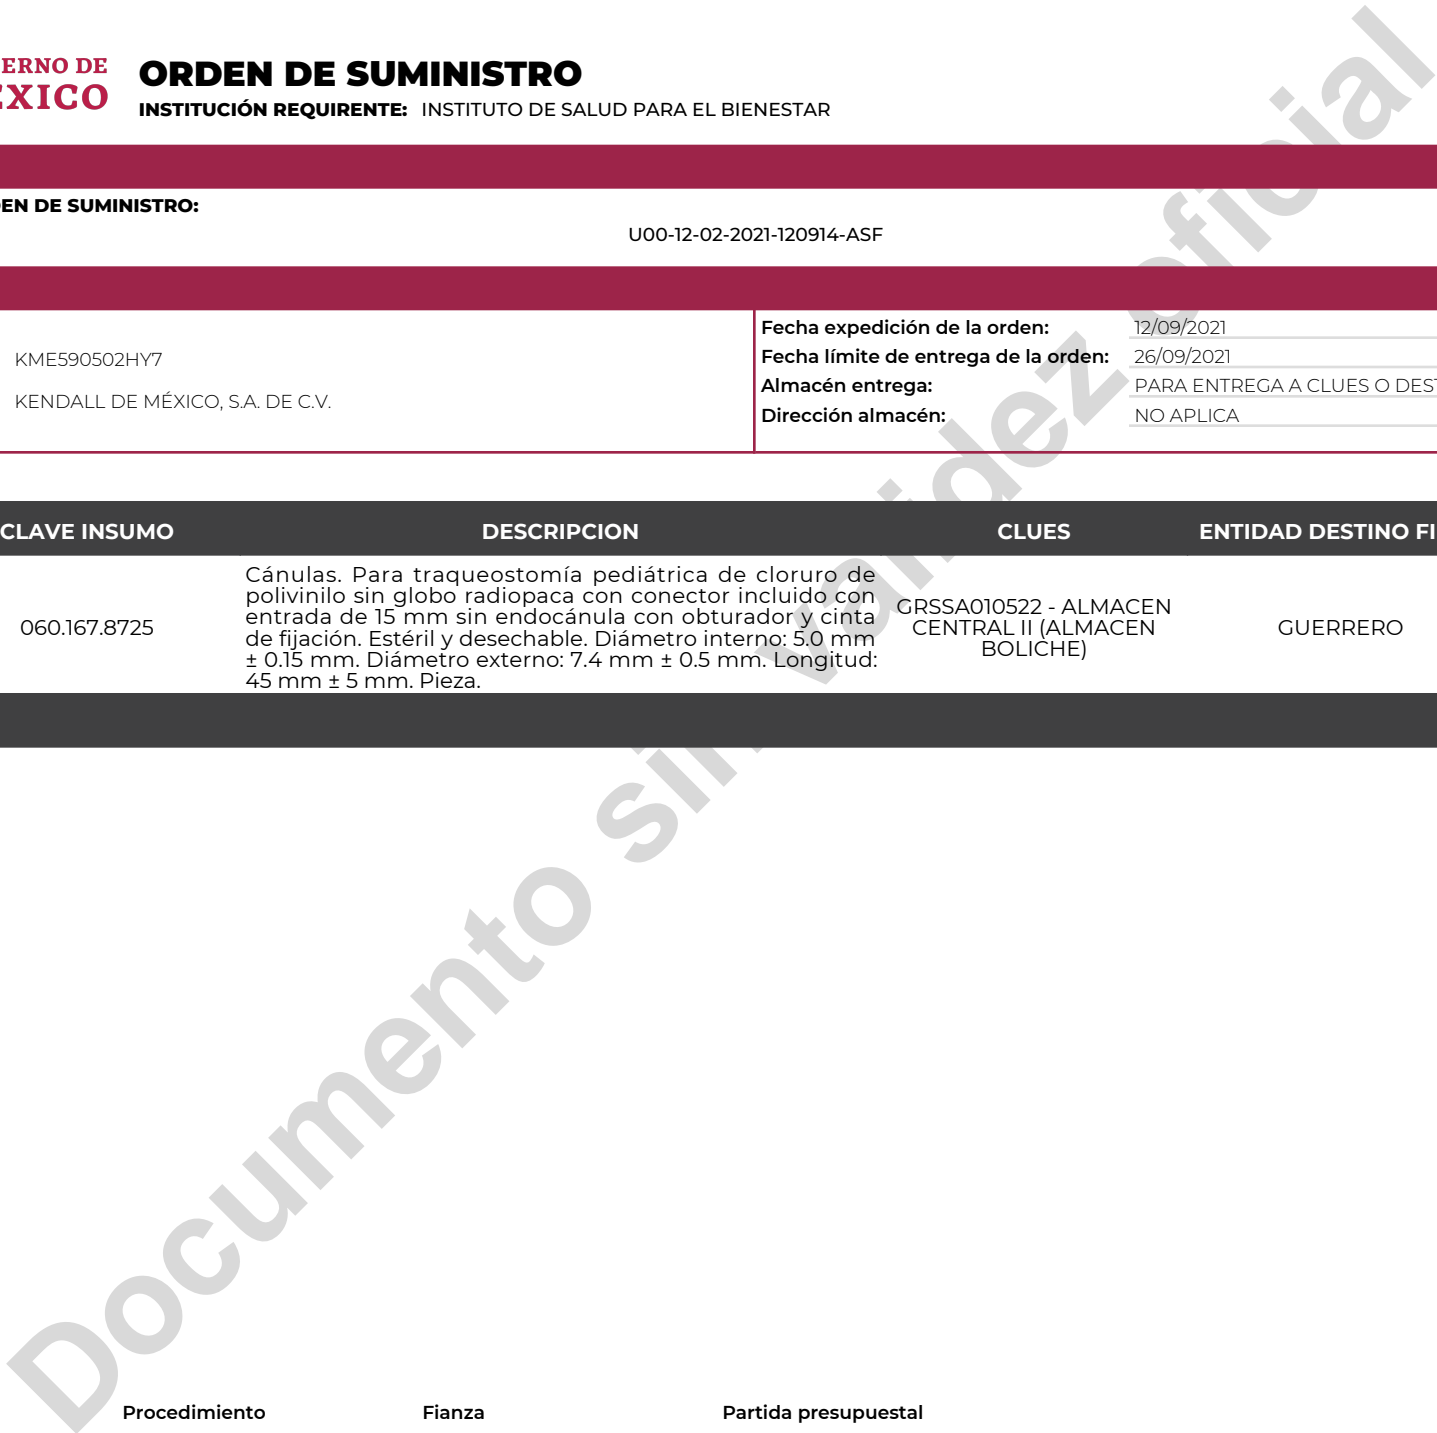 ERNO DE
ÉXICO
ORDEN DE SUMINISTRO
INSTITUCIÓN REQUIRENTE: INSTITUTO DE SALUD PARA EL BIENESTAR
EN DE SUMINISTRO:
U00-12-02-2021-120914-ASF
KME590502HY7
KENDALL DE MÉXICO, S.A. DE C.V.
Fecha expedición de la orden: 12/09/2021
Fecha límite de entrega de la orden: 26/09/2021
Almacén entrega: PARA ENTREGA A CLUES O DEST
Dirección almacén: NO APLICA
CLAVE INSUMO DESCRIPCION CLUES ENTIDAD DESTINO FI
060.167.8725
Cánulas. Para traqueostomía pediátrica de cloruro de
polivinilo sin globo radiopaca con conector incluido con
entrada de 15 mm sin endocánula con obturador y cinta
de fijación. Estéril y desechable. Diámetro interno: 5.0 mm
± 0.15 mm. Diámetro externo: 7.4 mm ± 0.5 mm. Longitud:
45 mm ± 5 mm. Pieza.
GRSSA010522 - ALMACEN
CENTRAL II (ALMACEN
BOLICHE)
GUERRERO
Documento sin validez oficial
Procedimiento Fianza Partida presupuestal